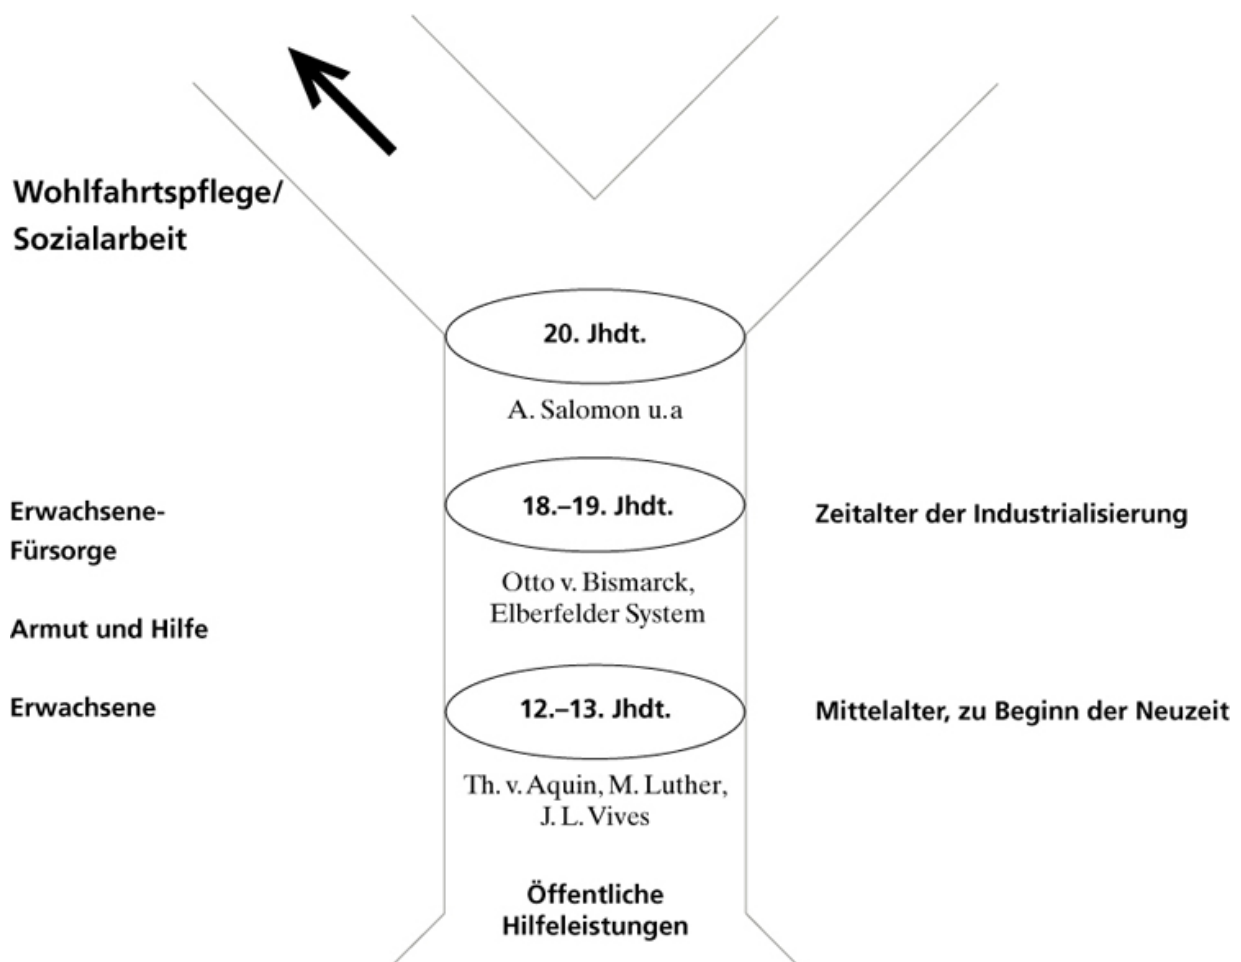 Wohlfahrtspflege/
Sozialarbeit
20. Jhdt.
A. Salomon u.a
Erwachsene-
Fürsorge
18.–19. Jhdt.
Zeitalter der Industrialisierung
Otto v. Bismarck,
Elberfelder System
Armut und Hilfe
Erwachsene
12.–13. Jhdt.
Mittelalter, zu Beginn der Neuzeit
Th. v. Aquin, M. Luther,
J. L. Vives
Öffentliche
Hilfeleistungen